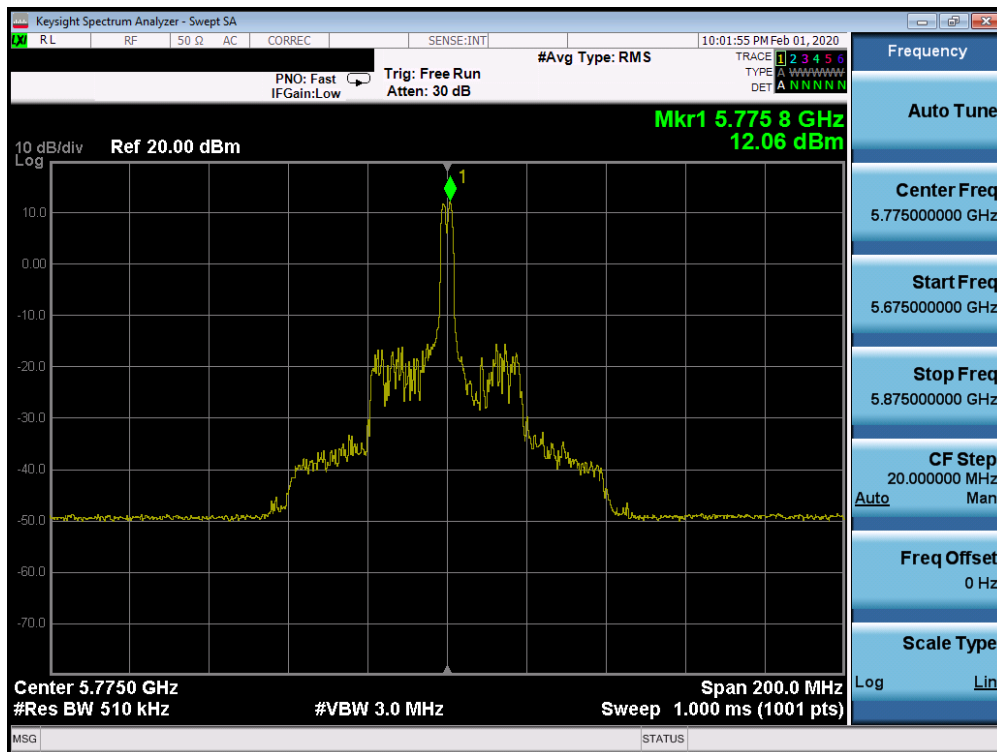 Keysight Spectrum Analyzer - Swept SA
LXI RL RF 50 Ω AC CORREC SENSE:INT 10:01:55 PM Feb 01, 2020
Frequency
#Avg Type: RMS
TRACE 1 2 3 4 5 6
PNO: Fast Trig: Free Run
TYPE A WWWWW
IFGain:Low Atten: 30 dB
DET A N N N N N
Auto Tune
Mkr1 5.775 8 GHz
12.06 dBm
10 dB/div Ref 20.00 dBm
Log
10.0
0.00
-10.0
-20.0
-30.0
-40.0
-50.0
-60.0
-70.0
1
Center Freq
5.775000000 GHz
Start Freq
5.675000000 GHz
Stop Freq
5.875000000 GHz
CF Step
20.000000 MHz
Auto Man
Freq Offset
0 Hz
Scale Type
Log Lin
Center 5.7750 GHz Span 200.0 MHz
#Res BW 510 kHz #VBW 3.0 MHz Sweep 1.000 ms (1001 pts)
MSG STATUS